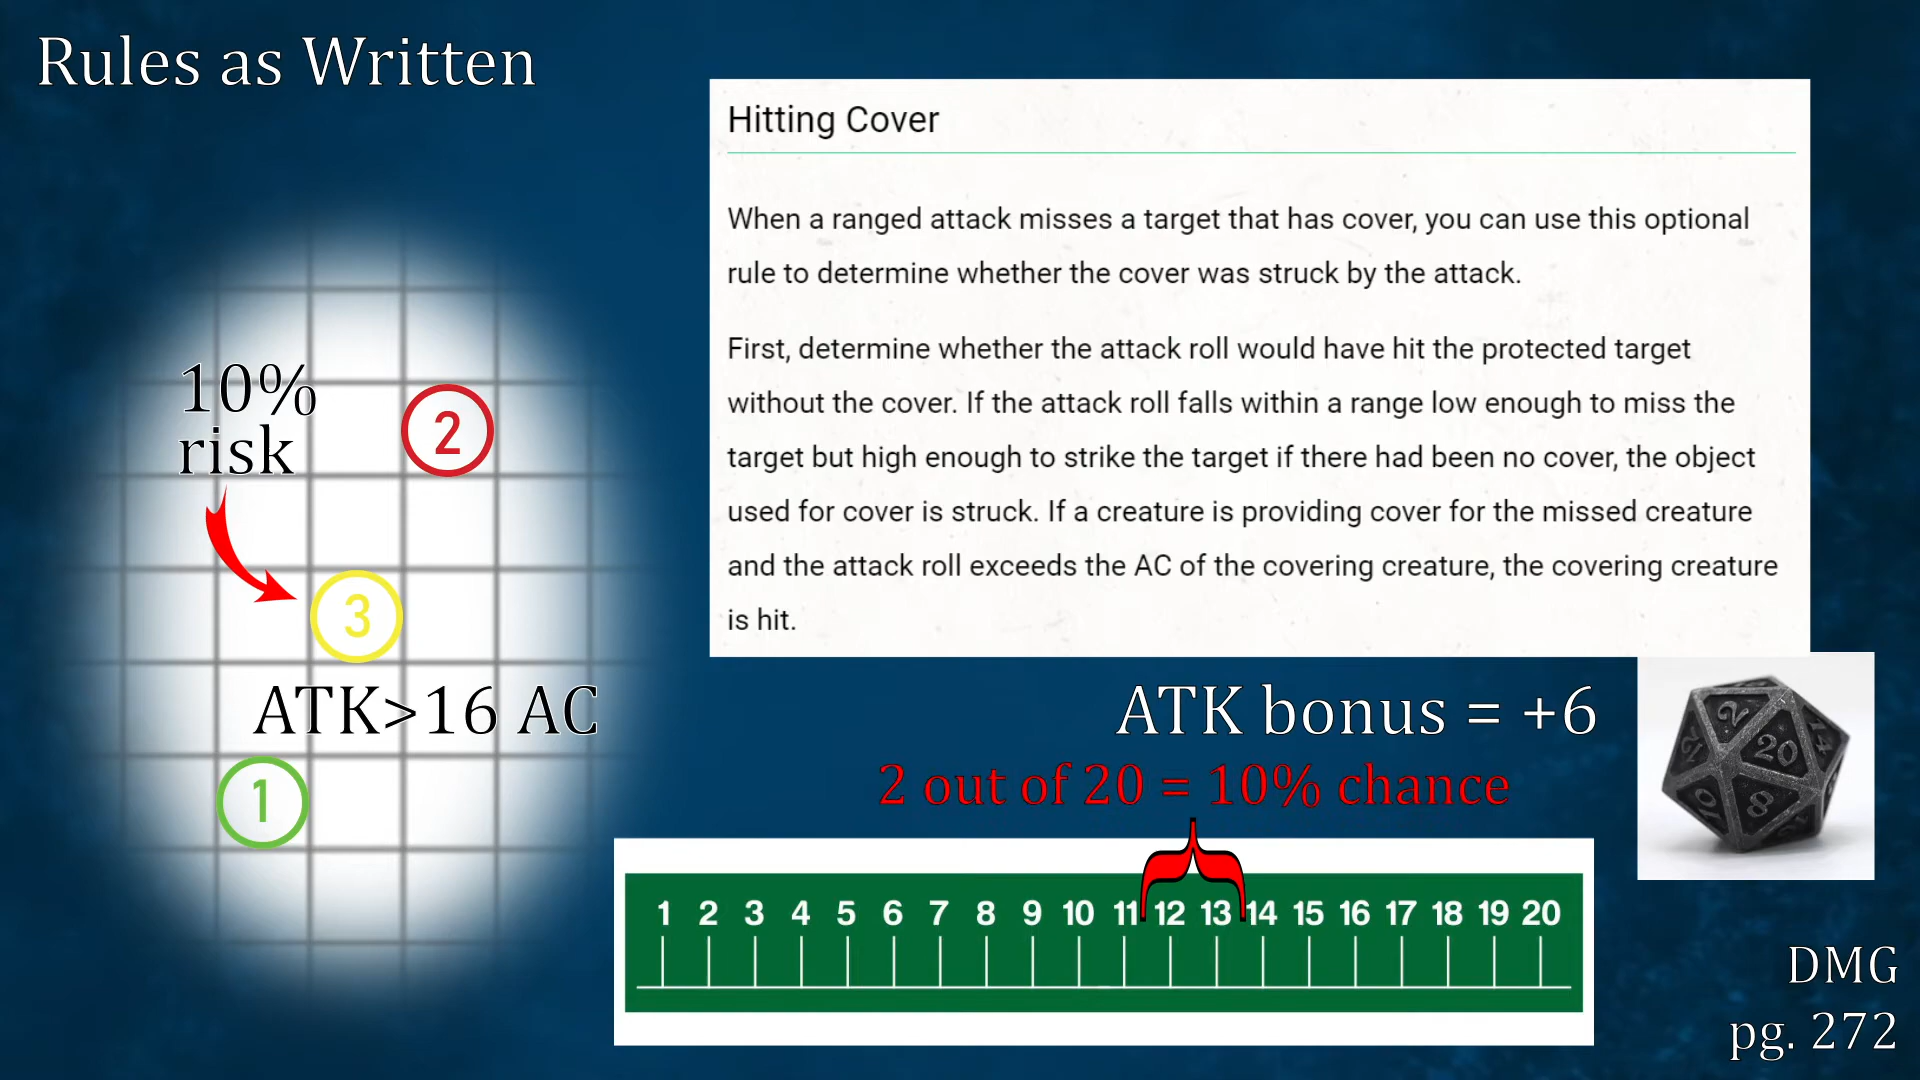 Rules as Written
Hitting Cover
When a ranged attack misses a target that has cover, you can use this optional
rule to determine whether the cover was struck by the attack.
First, determine whether the attack roll would have hit the protected target
without the cover. If the attack roll falls within a range low enough to miss the
target but high enough to strike the target if there had been no cover, the object
used for cover is struck. If a creature is providing cover for the missed creature
and the attack roll exceeds the AC of the covering creature, the covering creature
is hit.
10%
risk
2
3
ATK>16 AC
1
ATK bonus = +6
2 out of 20 = 10% chance
1 2 3 4 5 6 7 8 9 10 11 12 13 14 15 16 17 18 19 20
2
20
8
14
10
DMG
pg. 272